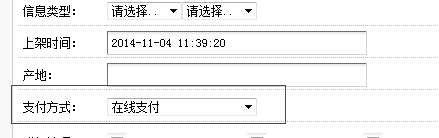 信息类型： 请选择．． 请选择．．
上架时间： 2014-11-04 11:39:20
产地：
支付方式： 在线支付